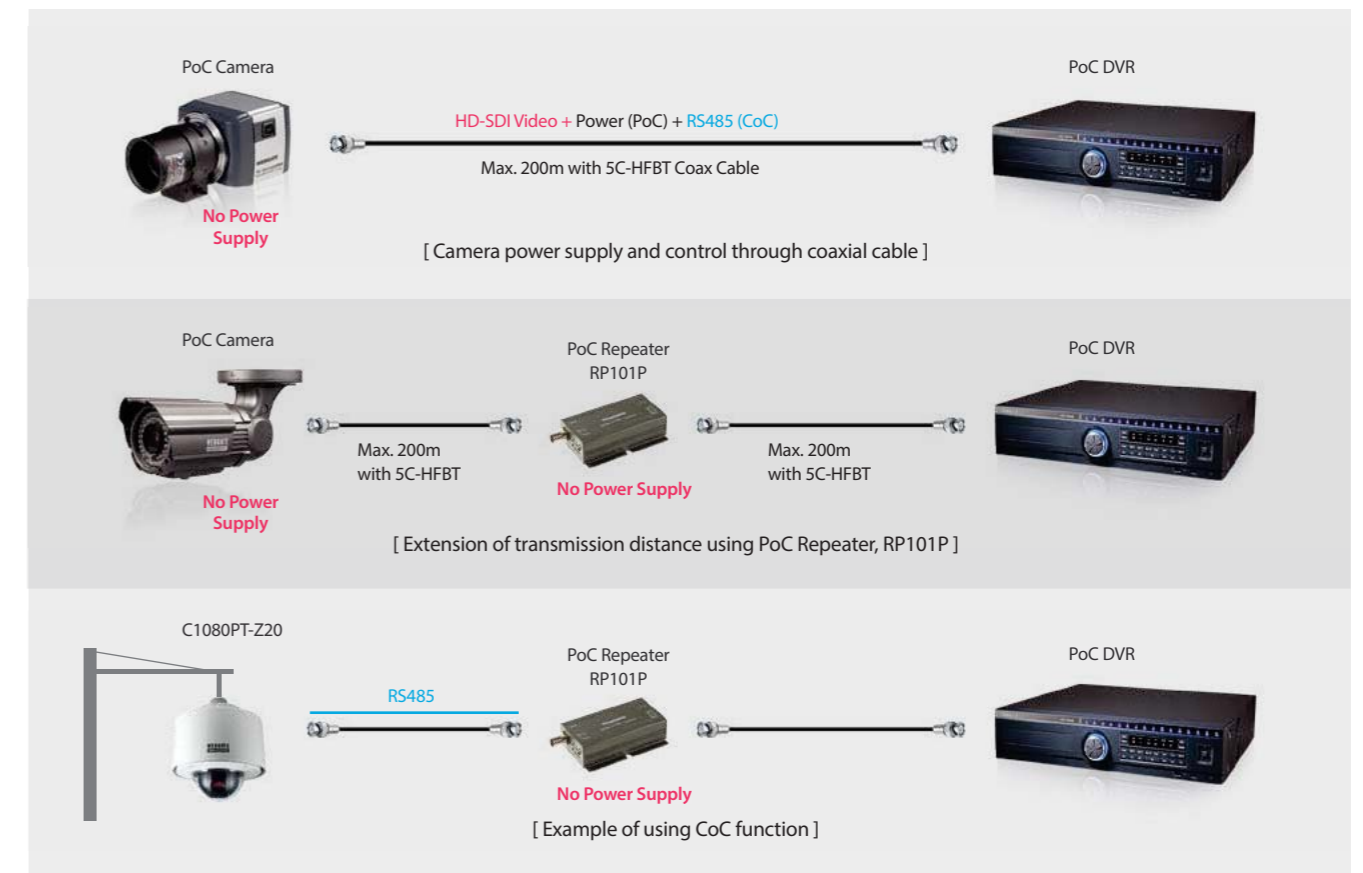 PoC Camera
PoC DVR
HD-SDI Video + Power (PoC) + RS485 (CoC)
Max. 200m with 5C-HFBT Coax Cable
No Power
Supply
[ Camera power supply and control through coaxial cable ]
PoC Camera
PoC Repeater
RP101P
PoC DVR
Max. 200m
with 5C-HFBT
Max. 200m
with 5C-HFBT
No Power
Supply
No Power Supply
[ Extension of transmission distance using PoC Repeater, RP101P ]
C1080PT-Z20
PoC Repeater
RP101P
PoC DVR
RS485
No Power Supply
[ Example of using CoC function ]